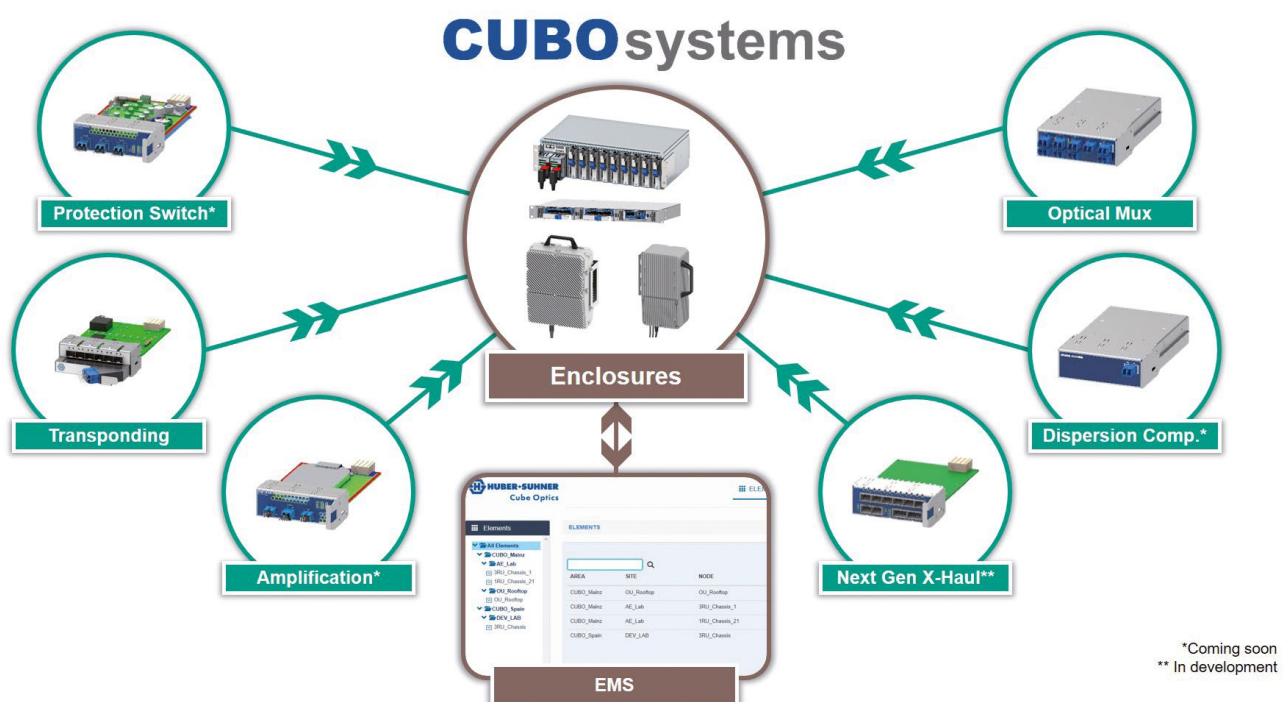 CUBOsystems
Protection Switch*
Optical Mux
Enclosures
Transponding
Dispersion Comp.*
Amplification*
Next Gen X-Haul**
HUBER+SUHNER
Cube Optics
ELEM
Elements
ELEMENTS
All Elements
CUBO_Mainz
AE_Lab
3RU_Chassis_1
1RU_Chassis_21
OU_Rooftop
OU_Rooftop
CUBO_Spain
DEV_LAB
3RU_Chassis
AREA SITE NODE
CUBO_Mainz OU_Rooftop OU_Rooftop
CUBO_Mainz AE_Lab 3RU_Chassis_1
CUBO_Mainz AE_Lab 1RU_Chassis_21
CUBO_Spain DEV_LAB 3RU_Chassis
EMS
*Coming soon
** In development